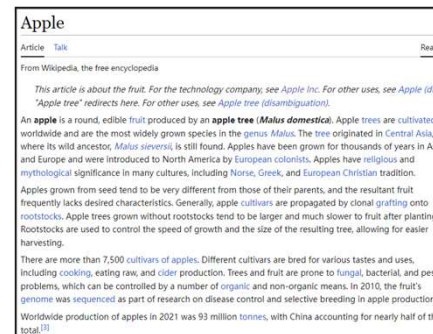 Apple
Article Talk Rea
From Wikipedia, the free encyclopedia
This article is about the fruit. For the technology company, see Apple Inc. For other uses, see Apple (di
"Apple tree" redirects here. For other uses, see Apple tree (disambiguation).
An apple is a round, edible fruit produced by an apple tree (Malus domestica). Apple trees are cultivated
worldwide and are the most widely grown species in the genus Malus. The tree originated in Central Asia,
where its wild ancestor, Malus sieversii, is still found. Apples have been grown for thousands of years in A
and Europe and were introduced to North America by European colonists. Apples have religious and
mythological significance in many cultures, including Norse, Greek, and European Christian tradition.
Apples grown from seed tend to be very different from those of their parents, and the resultant fruit
frequently lacks desired characteristics. Generally, apple cultivars are propagated by clonal grafting onto
rootstocks. Apple trees grown without rootstocks tend to be larger and much slower to fruit after planting
Rootstocks are used to control the speed of growth and the size of the resulting tree, allowing for easier
harvesting.
There are more than 7,500 cultivars of apples. Different cultivars are bred for various tastes and uses,
including cooking, eating raw, and cider production. Trees and fruit are prone to fungal, bacterial, and pes
problems, which can be controlled by a number of organic and non-organic means. In 2010, the fruit's
genome was sequenced as part of research on disease control and selective breeding in apple production
Worldwide production of apples in 2021 was 93 million tonnes, with China accounting for nearly half of th
total.[3]